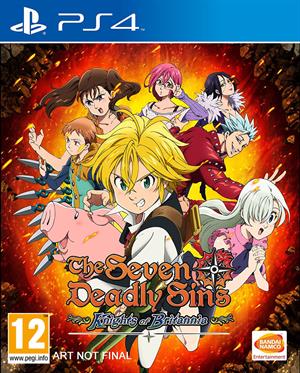 PS4
The Seven
Deadly Sins
Knights of Britannia
12
www.pegi.info
ART NOT FINAL
BANDAI
NAMCO
Entertainment